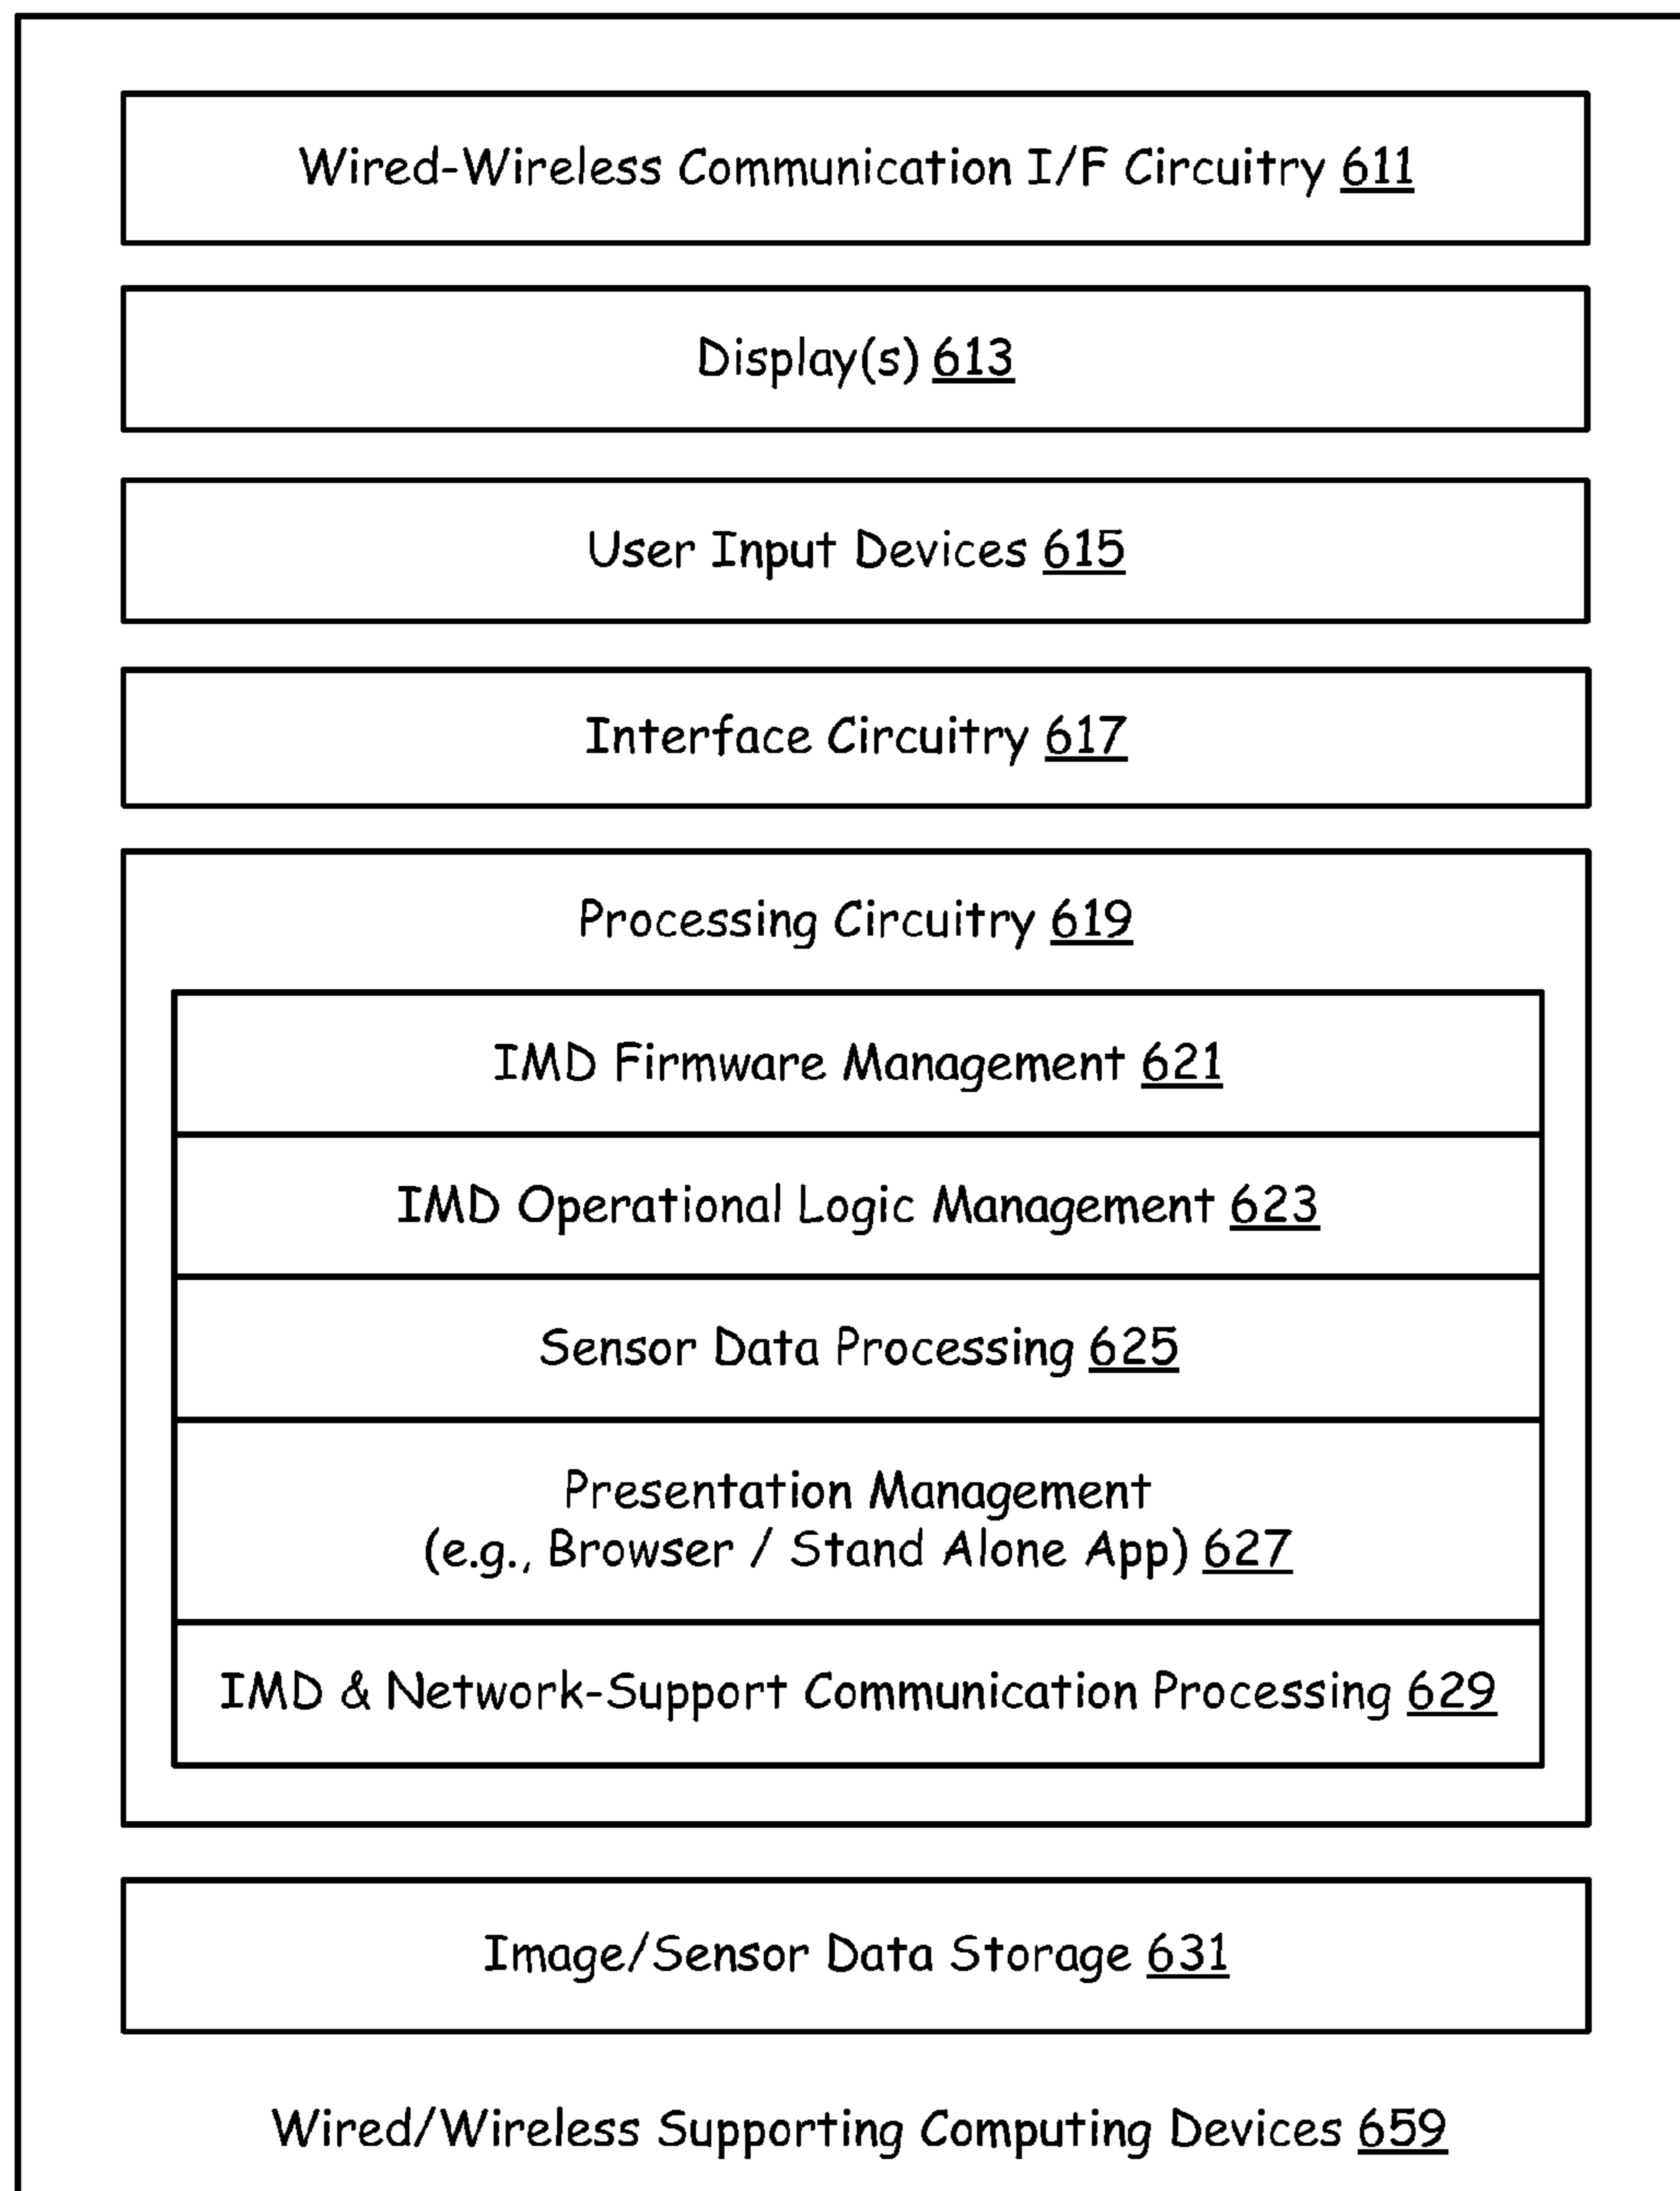 Wired-Wireless Communication I/F Circuitry 611
Display(s) 613
User Input Devices 615
Interface Circuitry 617
Processing Circuitry 619
IMD Firmware Management 621
IMD Operational Logic Management 623
Sensor Data Processing 625
Presentation Management
(e.g., Browser / Stand Alone App) 627
IMD & Network-Support Communication Processing 629
Image/Sensor Data Storage 631
Wired/Wireless Supporting Computing Devices 659